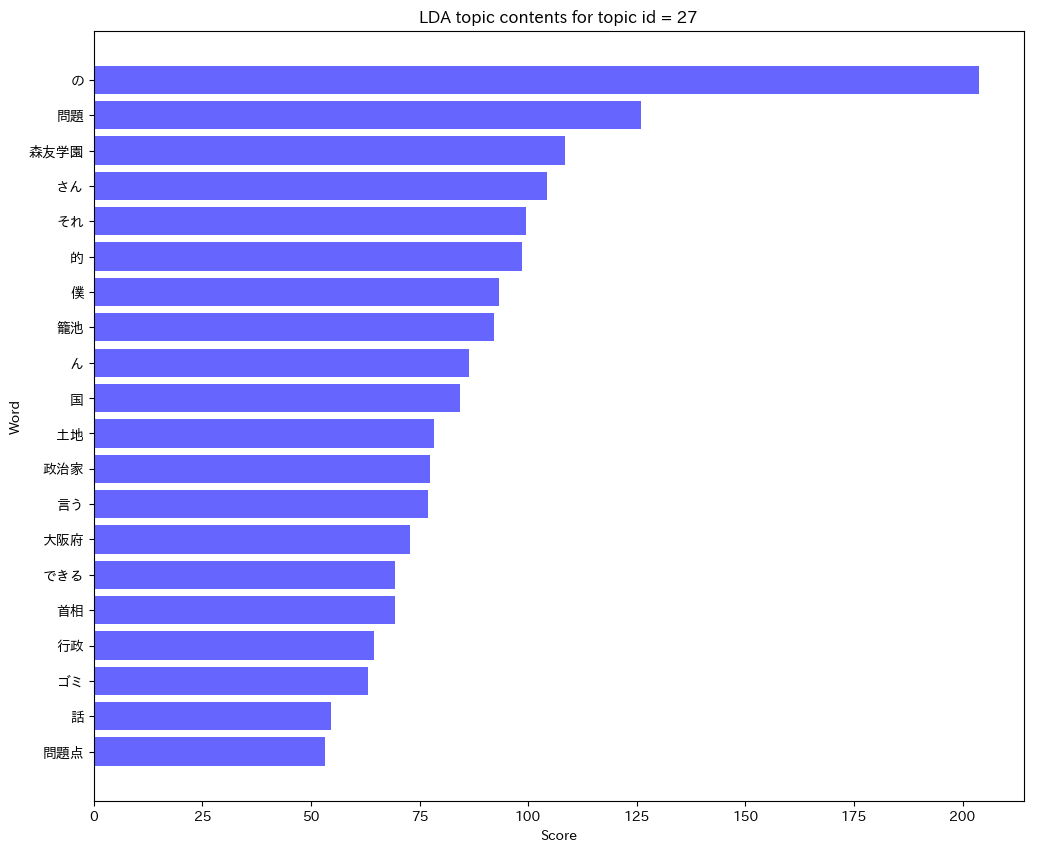 LDA topic contents for topic id = 27
の
問題
森友学園
さん
それ
的
僕
籠池
ん
国
土地
政治家
言う
大阪府
できる
首相
行政
ゴミ
話
問題点
Word
0 25 50 75 100 125 150 175 200
Score